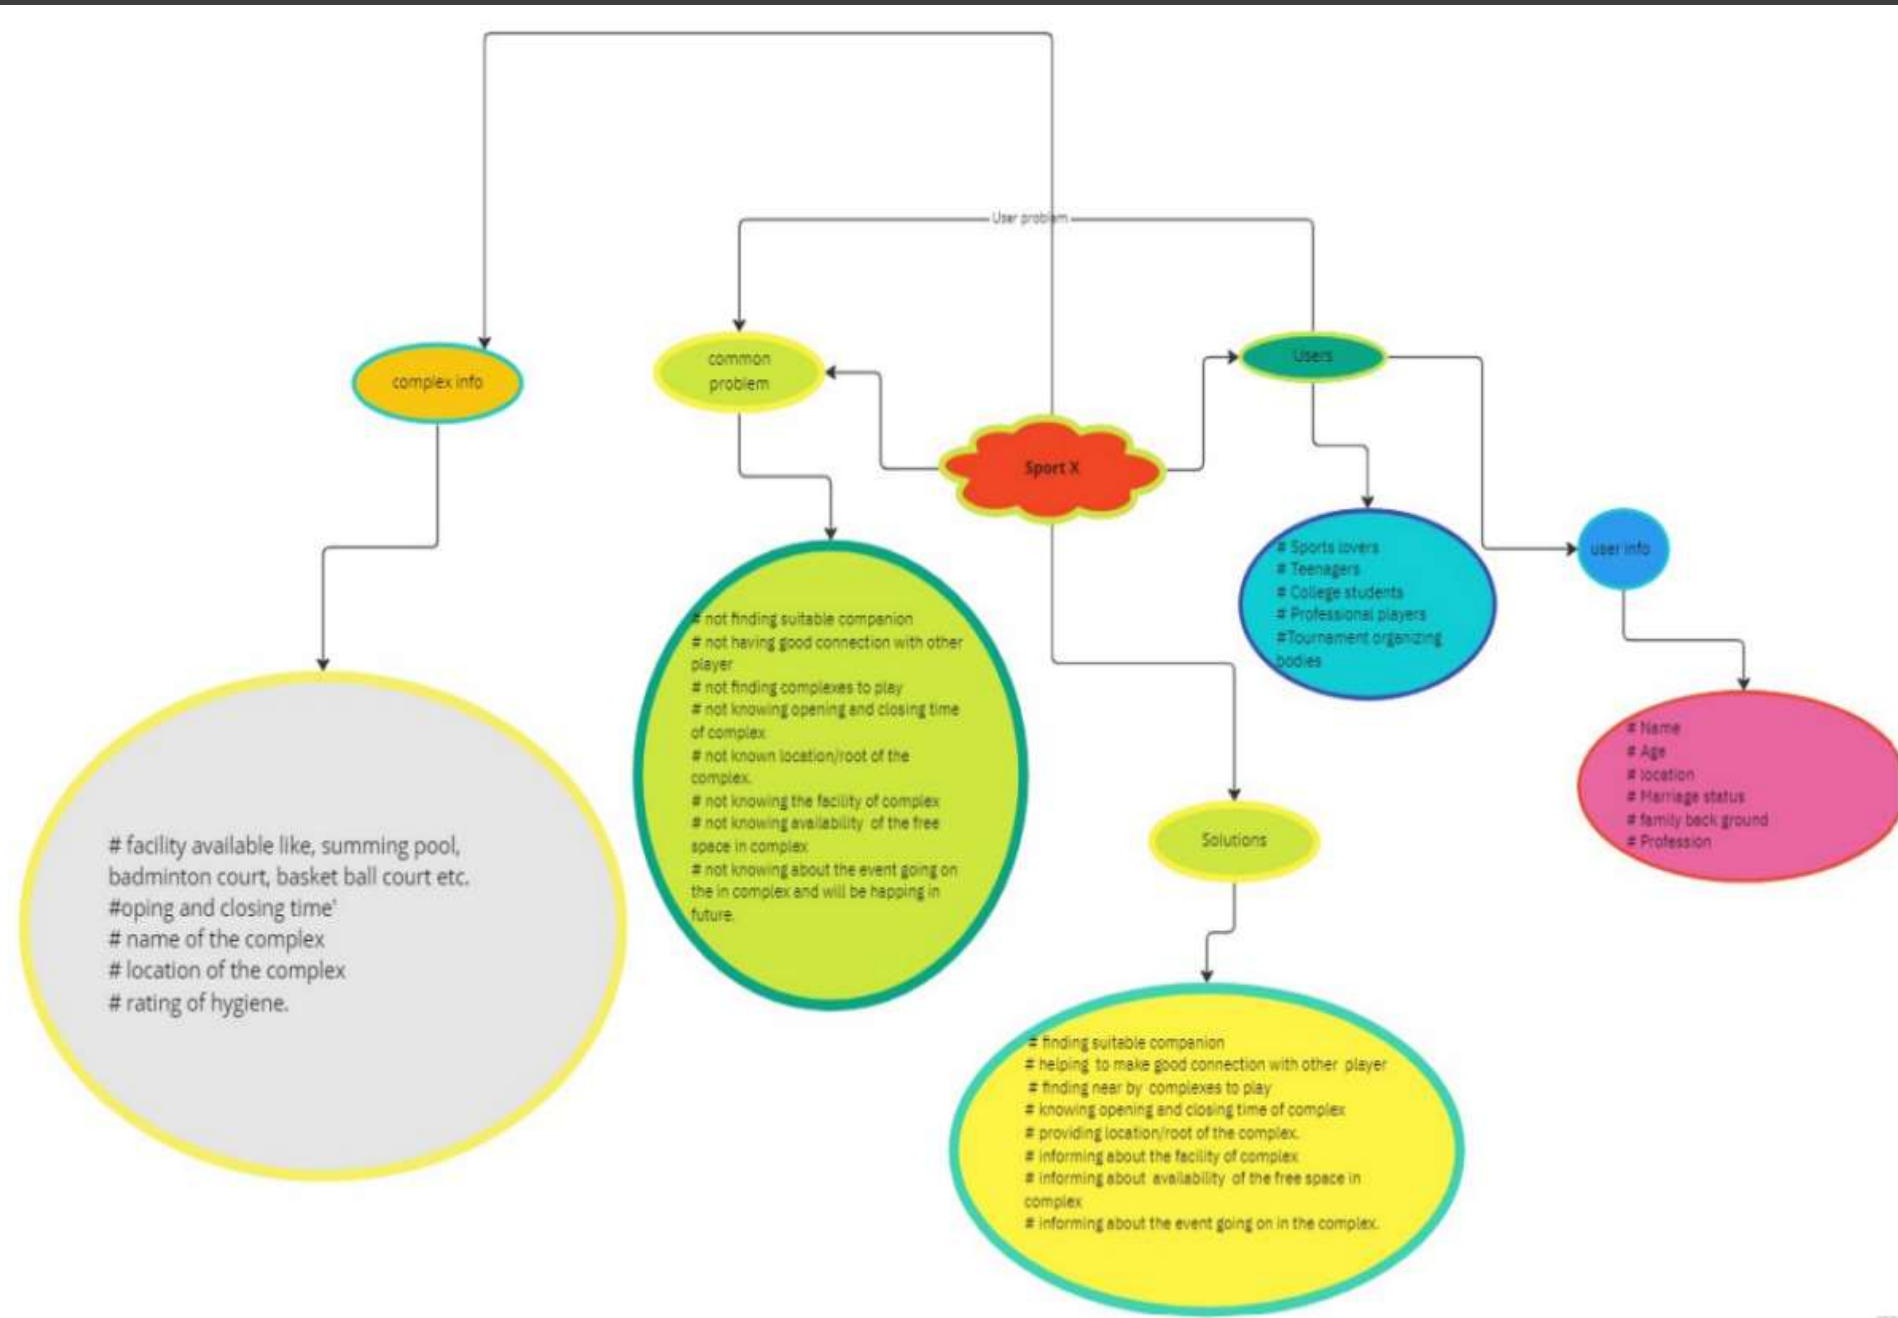 User problem
complex info
common
problem
Users
Sport X
# Sports lovers
# Teenagers
# College students
# Professional players
#Tournament organizing
bodies
user info
# not finding suitable companion
# not having good connection with other
player
# not finding complexes to play
# not knowing opening and closing time
of complex
# not known location/root of the
complex.
# not knowing the facility of complex
# not knowing availability of the free
space in complex
# not knowing about the event going on
the in complex and will be happing in
future.
# Name
# Age
# location
# Marriage status
# family back ground
# Profession
Solutions
# facility available like, summing pool,
badminton court, basket ball court etc.
#oping and closing time'
# name of the complex
# location of the complex
# rating of hygiene.
# finding suitable companion
# helping to make good connection with other player
# finding near by complexes to play
# knowing opening and closing time of complex
# providing location/root of the complex.
# informing about the facility of complex
# informing about availability of the free space in
complex
# informing about the event going on in the complex.